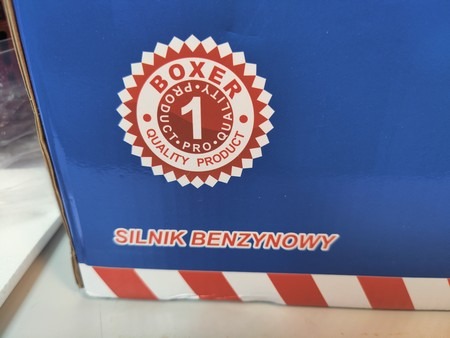 BOXER
PRODUCT•PRO•QUALITY•
1
• QUALITY PRODUCT •
SILNIK BENZYNOWY